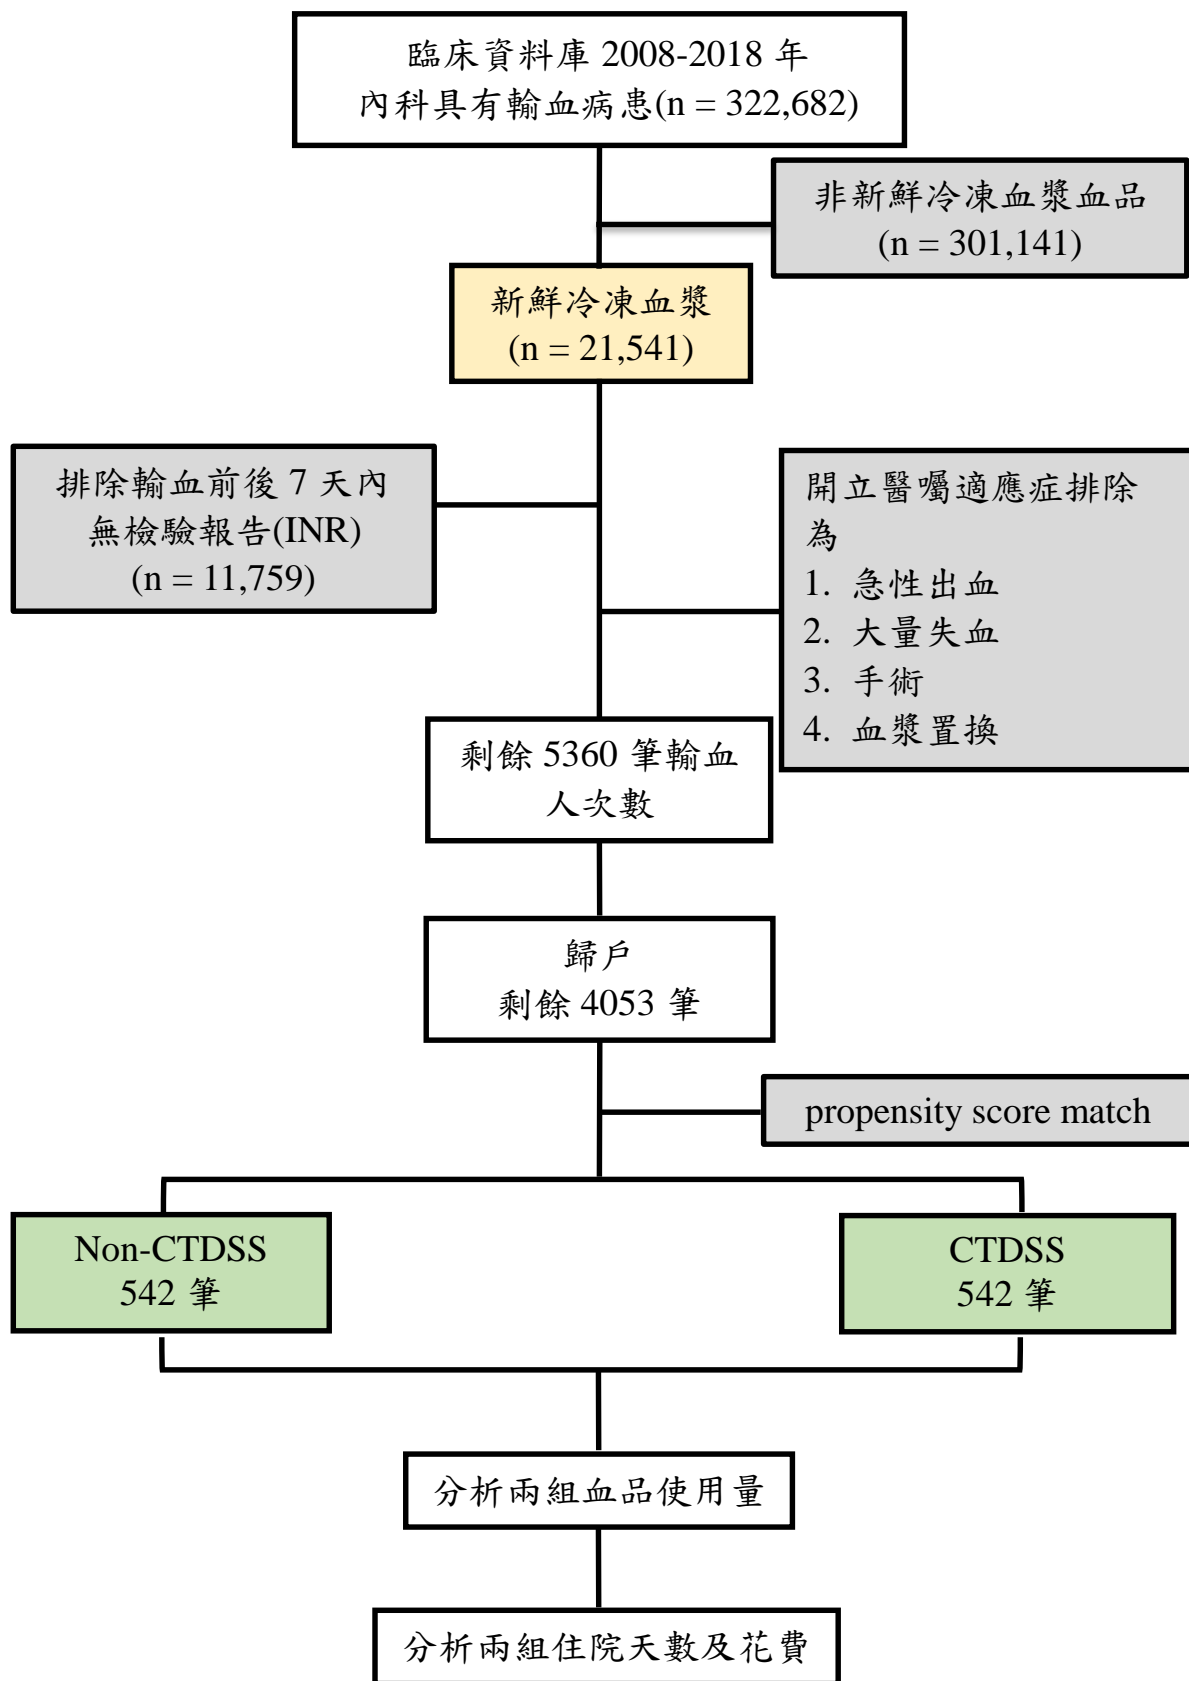 臨床資料庫 2008-2018 年
內科具有輸血病患(n = 322,682)
非新鮮冷凍血漿血品
(n = 301,141)
新鮮冷凍血漿
(n = 21,541)
排除輸血前後 7 天內
無檢驗報告(INR)
(n = 11,759)
開立醫囑適應症排除
為
1. 急性出血
2. 大量失血
3. 手術
4. 血漿置換
剩餘 5360 筆輸血
人次數
歸戶
剩餘 4053 筆
propensity score match
Non-CTDSS
542 筆
CTDSS
542 筆
分析兩組血品使用量
分析兩組住院天數及花費